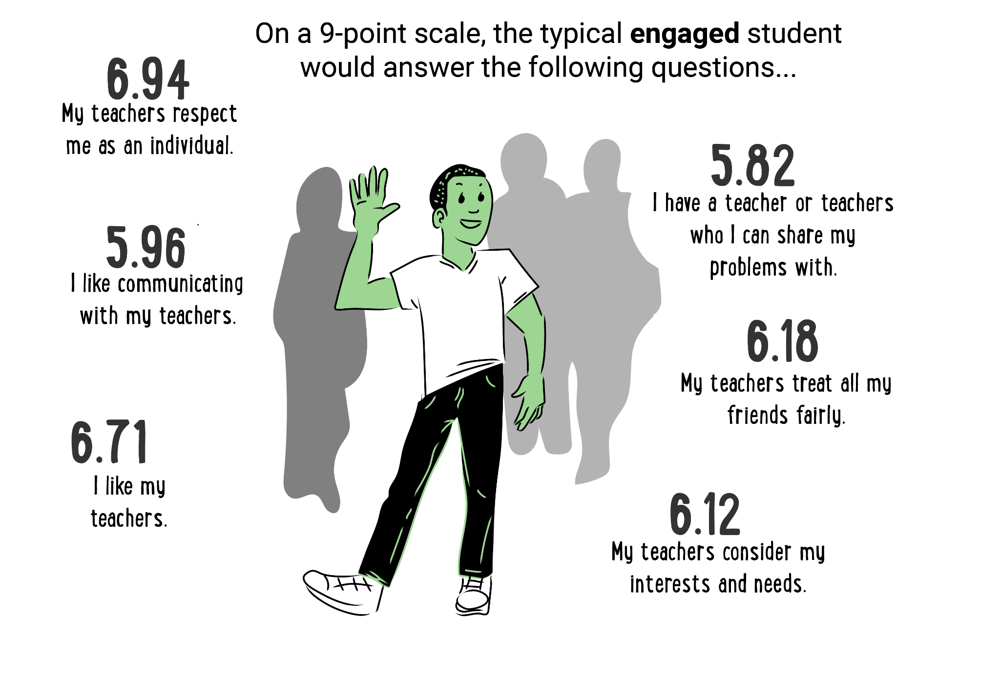 On a 9-point scale, the typical engaged student
would answer the following questions...
6.94
My teachers respect
me as an individual.
5.96
I like communicating
with my teachers.
6.71
I like my
teachers.
5.82
I have a teacher or teachers
who I can share my
problems with.
6.18
My teachers treat all my
friends fairly.
6.12
My teachers consider my
interests and needs.